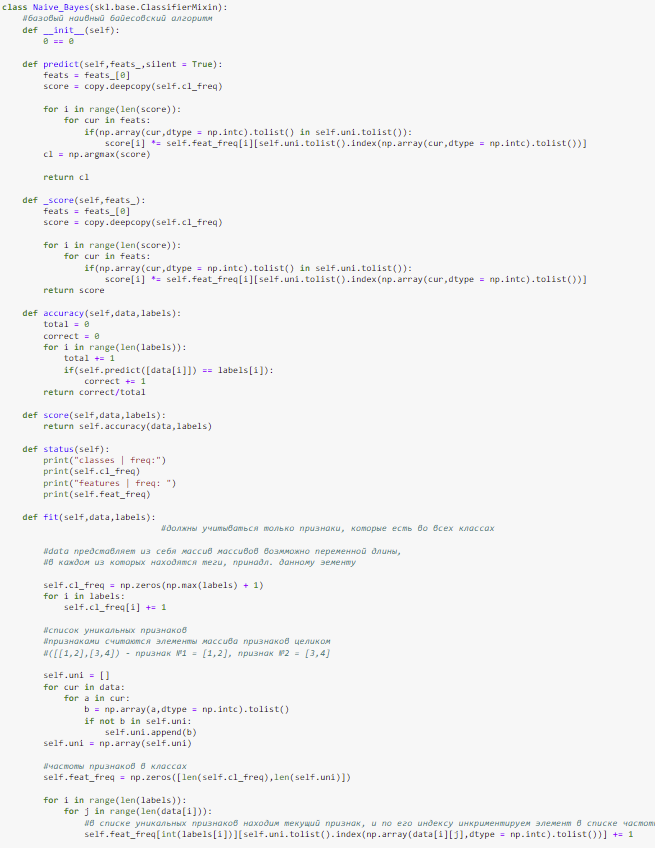 class Naive_Bayes(skl.base.ClassifierMixin):
    #базовый наивный байесовский алгоритм
    def __init__(self):
        0 == 0

    def predict(self,feats_,silent = True):
        feats = feats_[0]
        score = copy.deepcopy(self.cl_freq)

        for i in range(len(score)):
            for cur in feats:
                if(np.array(cur,dtype = np.intc).tolist() in self.uni.tolist()):
                    score[i] *= self.feat_freq[i][self.uni.tolist().index(np.array(cur,dtype = np.intc).tolist())]
        cl = np.argmax(score)

        return cl

    def _score(self,feats_):
        feats = feats_[0]
        score = copy.deepcopy(self.cl_freq)

        for i in range(len(score)):
            for cur in feats:
                if(np.array(cur,dtype = np.intc).tolist() in self.uni.tolist()):
                    score[i] *= self.feat_freq[i][self.uni.tolist().index(np.array(cur,dtype = np.intc).tolist())]
        return score

    def accuracy(self,data,labels):
        total = 0
        correct = 0
        for i in range(len(labels)):
            total += 1
            if(self.predict([data[i]]) == labels[i]):
                correct += 1
        return correct/total

    def score(self,data,labels):
        return self.accuracy(data,labels)

    def status(self):
        print("classes | freq:")
        print(self.cl_freq)
        print("features | freq: ")
        print(self.feat_freq)

    def fit(self,data,labels):
                               #должны учитываться только признаки, которые есть во всех классах

        #data представляет из себя массив массивов возмжоно переменной длины,
        #в каждом из которых находятся теги, принадл. данному зементу

        self.cl_freq = np.zeros(np.max(labels) + 1)
        for i in labels:
            self.cl_freq[i] += 1

        #список уникальных признаков
        #признаками считаются элементы массива признаков целиком
        #([[1,2],[3,4]) - признак №1 = [1,2], признак №2 = [3,4]

        self.uni = []
        for cur in data:
            for a in cur:
                b = np.array(a,dtype = np.intc).tolist()
                if not b in self.uni:
                    self.uni.append(b)
        self.uni = np.array(self.uni)

        #частоты признаков в классах
        self.feat_freq = np.zeros([len(self.cl_freq),len(self.uni)])

        for i in range(len(labels)):
            for j in range(len(data[i])):
                #в списке уникальных признаков находим текущий признак, и по его индексу инкриментируем элемент в списке частот
                self.feat_freq[int(labels[i])][self.uni.tolist().index(np.array(data[i][j],dtype = np.intc).tolist())] += 1